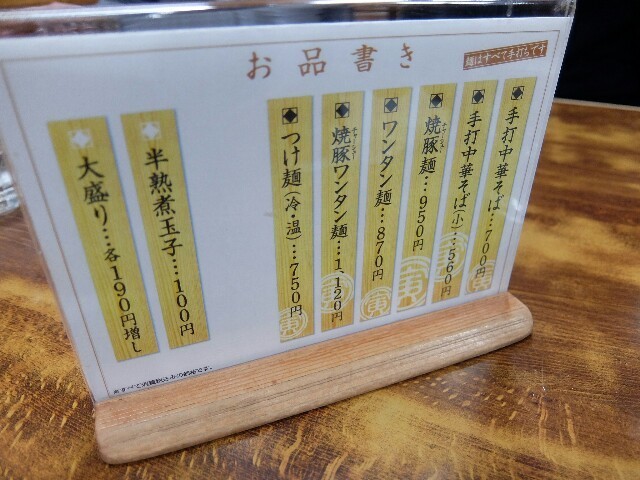 お品書き
麺はすべて手打ちです
手打中華そば…700円
手打中華そば(小)…560円
焼豚麺…950円
ワンタン麺…870円
焼豚ワンタン麺…1,120円
つけ麺(冷・温)…750円
半熟煮玉子…100円
大盛り…各190円増し